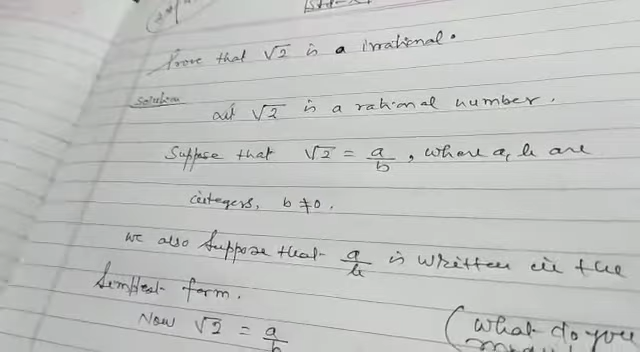 Prove that √2 is a irrational.
Solution
Let √2 is a rational number.
Suppose that √2 = a/b, where a, b are
integers, b ≠ 0.
We also suppose that a/b is written in the
simplest form.
Now √2 = a/b
(What do you